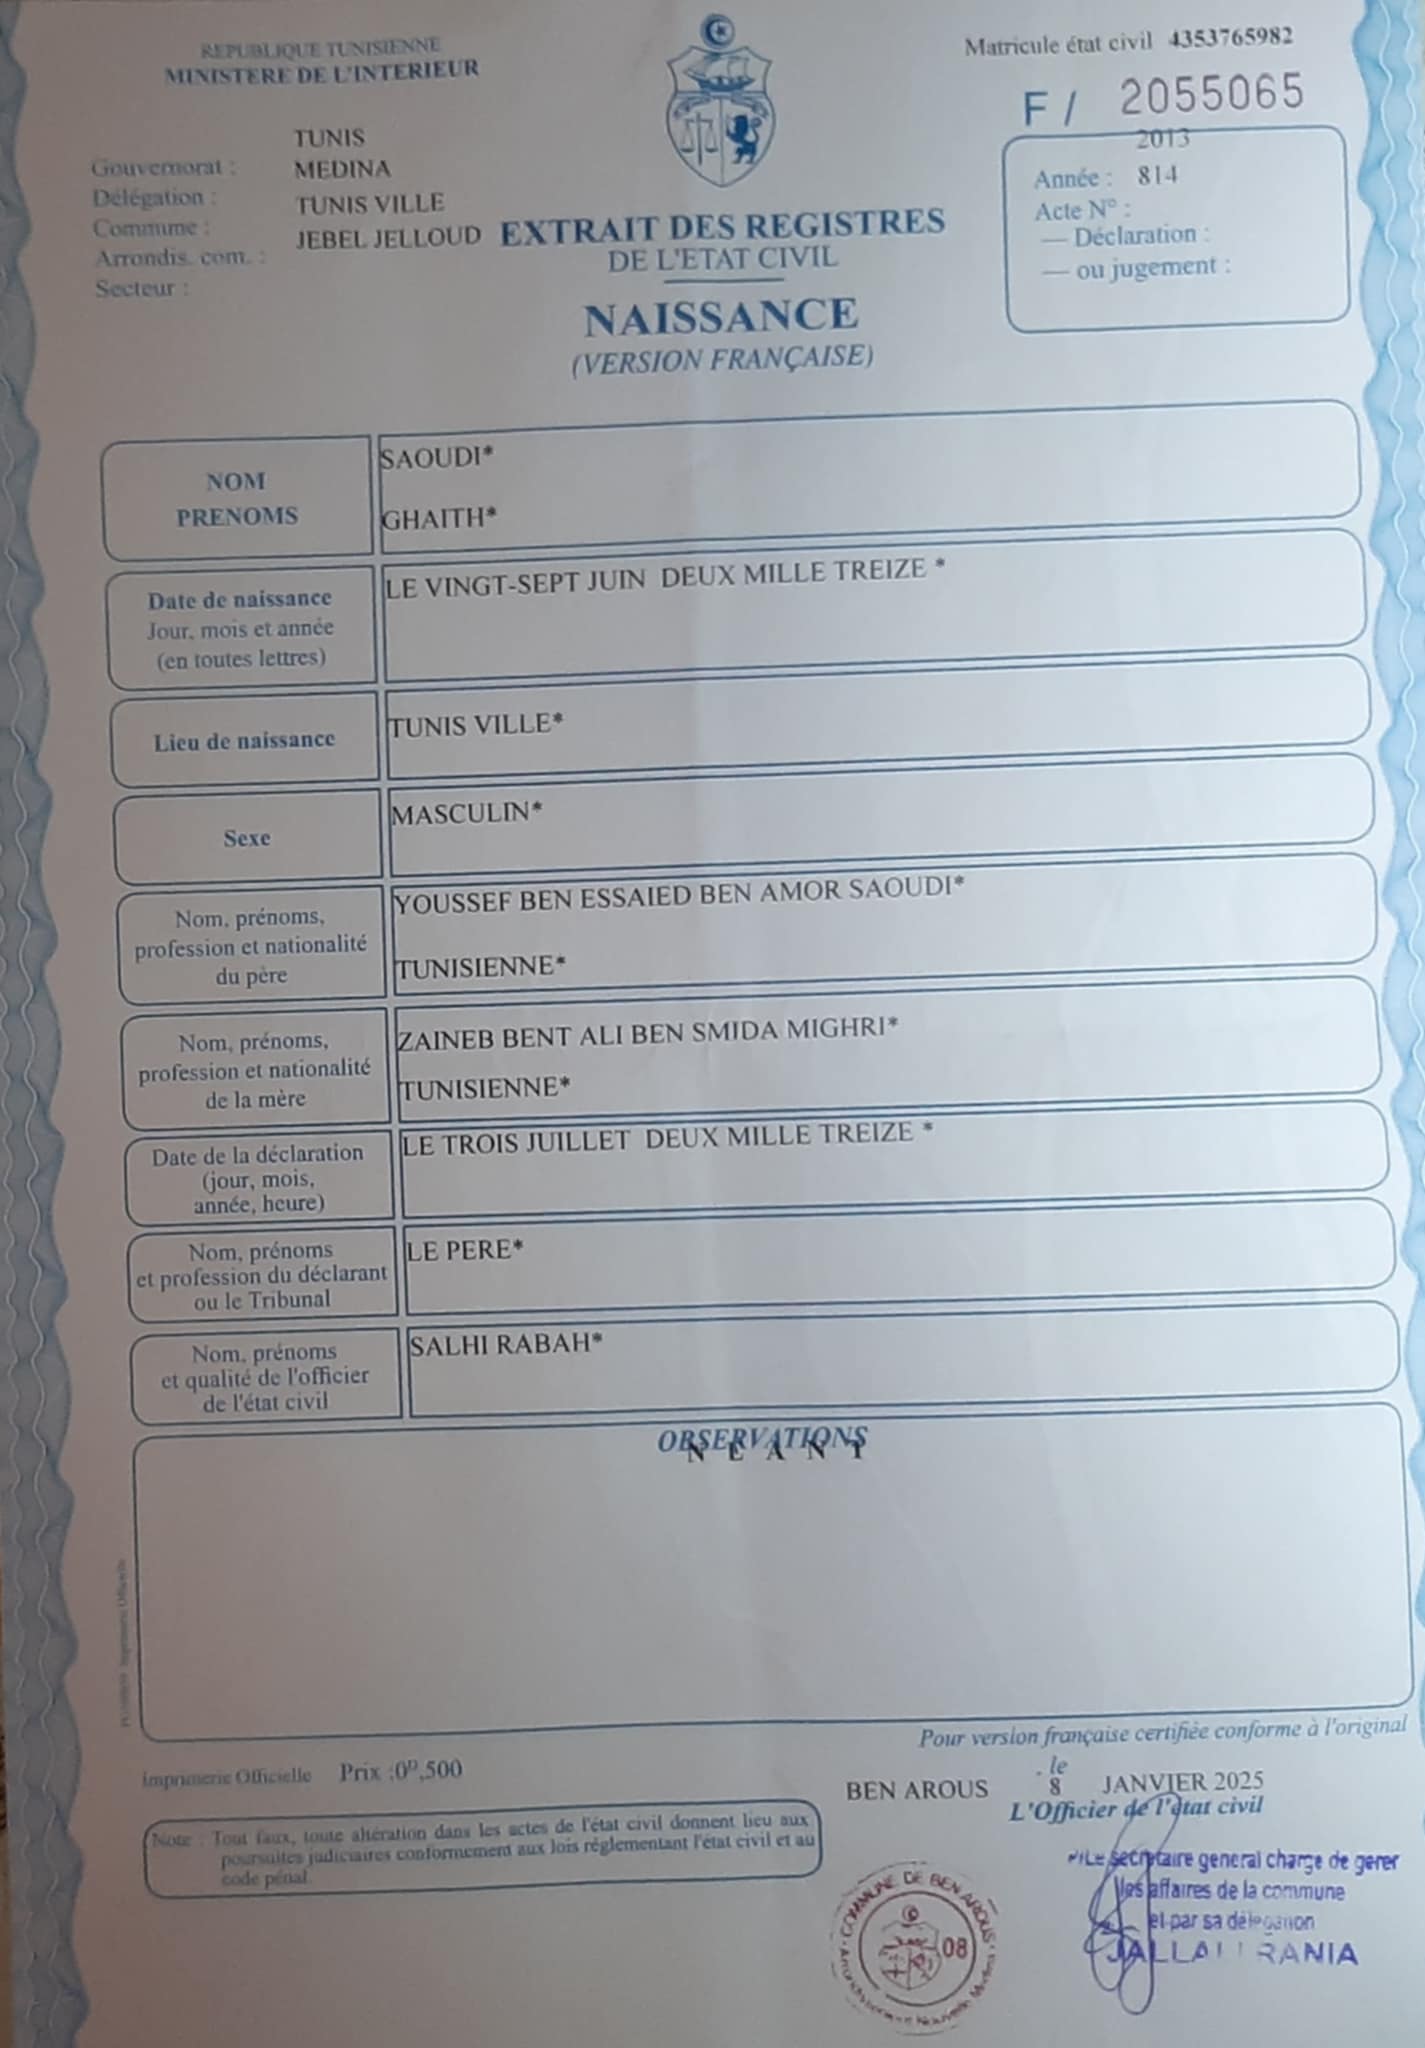 REPUBLIQUE TUNISIENNE
MINISTERE DE L'INTERIEUR
Matricule état civil 4353765982
F / 2055065
TUNIS
Gouvernorat : MEDINA
Délégation : TUNIS VILLE
Commune : JEBEL JELLOUD
Arrondis. com. :
Secteur :
2013
Année : 814
Acte N° :
— Déclaration :
— ou jugement :
EXTRAIT DES REGISTRES
DE L'ETAT CIVIL
NAISSANCE
(VERSION FRANÇAISE)
NOM
PRENOMS
SAOUDI*
GHAITH*
Date de naissance
Jour, mois et année
(en toutes lettres)
LE VINGT-SEPT JUIN DEUX MILLE TREIZE *
Lieu de naissance
TUNIS VILLE*
Sexe
MASCULIN*
Nom, prénoms,
profession et nationalité
du père
YOUSSEF BEN ESSAIED BEN AMOR SAOUDI*
TUNISIENNE*
Nom, prénoms,
profession et nationalité
de la mère
ZAINEB BENT ALI BEN SMIDA MIGHRI*
TUNISIENNE*
Date de la déclaration
(jour, mois,
année, heure)
LE TROIS JUILLET DEUX MILLE TREIZE *
Nom, prénoms
et profession du déclarant
ou le Tribunal
LE PERE*
Nom, prénoms
et qualité de l'officier
de l'état civil
SALHI RABAH*
OBSERVATIONS
N E A N T
Imprimerie Officielle
Pour version française certifiée conforme à l'original
Imprimerie Officielle Prix :0ᴰ,500
BEN AROUS , le 8 JANVIER 2025
L'Officier de l'état civil
Note : Tout faux, toute altération dans les actes de l'état civil donnent lieu aux
poursuites judiciaires conformement aux lois réglementant l'état civil et au
code pénal.
COMMUNE DE BEN AROUS
08
P/Le Secrétaire general charge de gerer
les affaires de la commune
et par sa délegation
RANIA